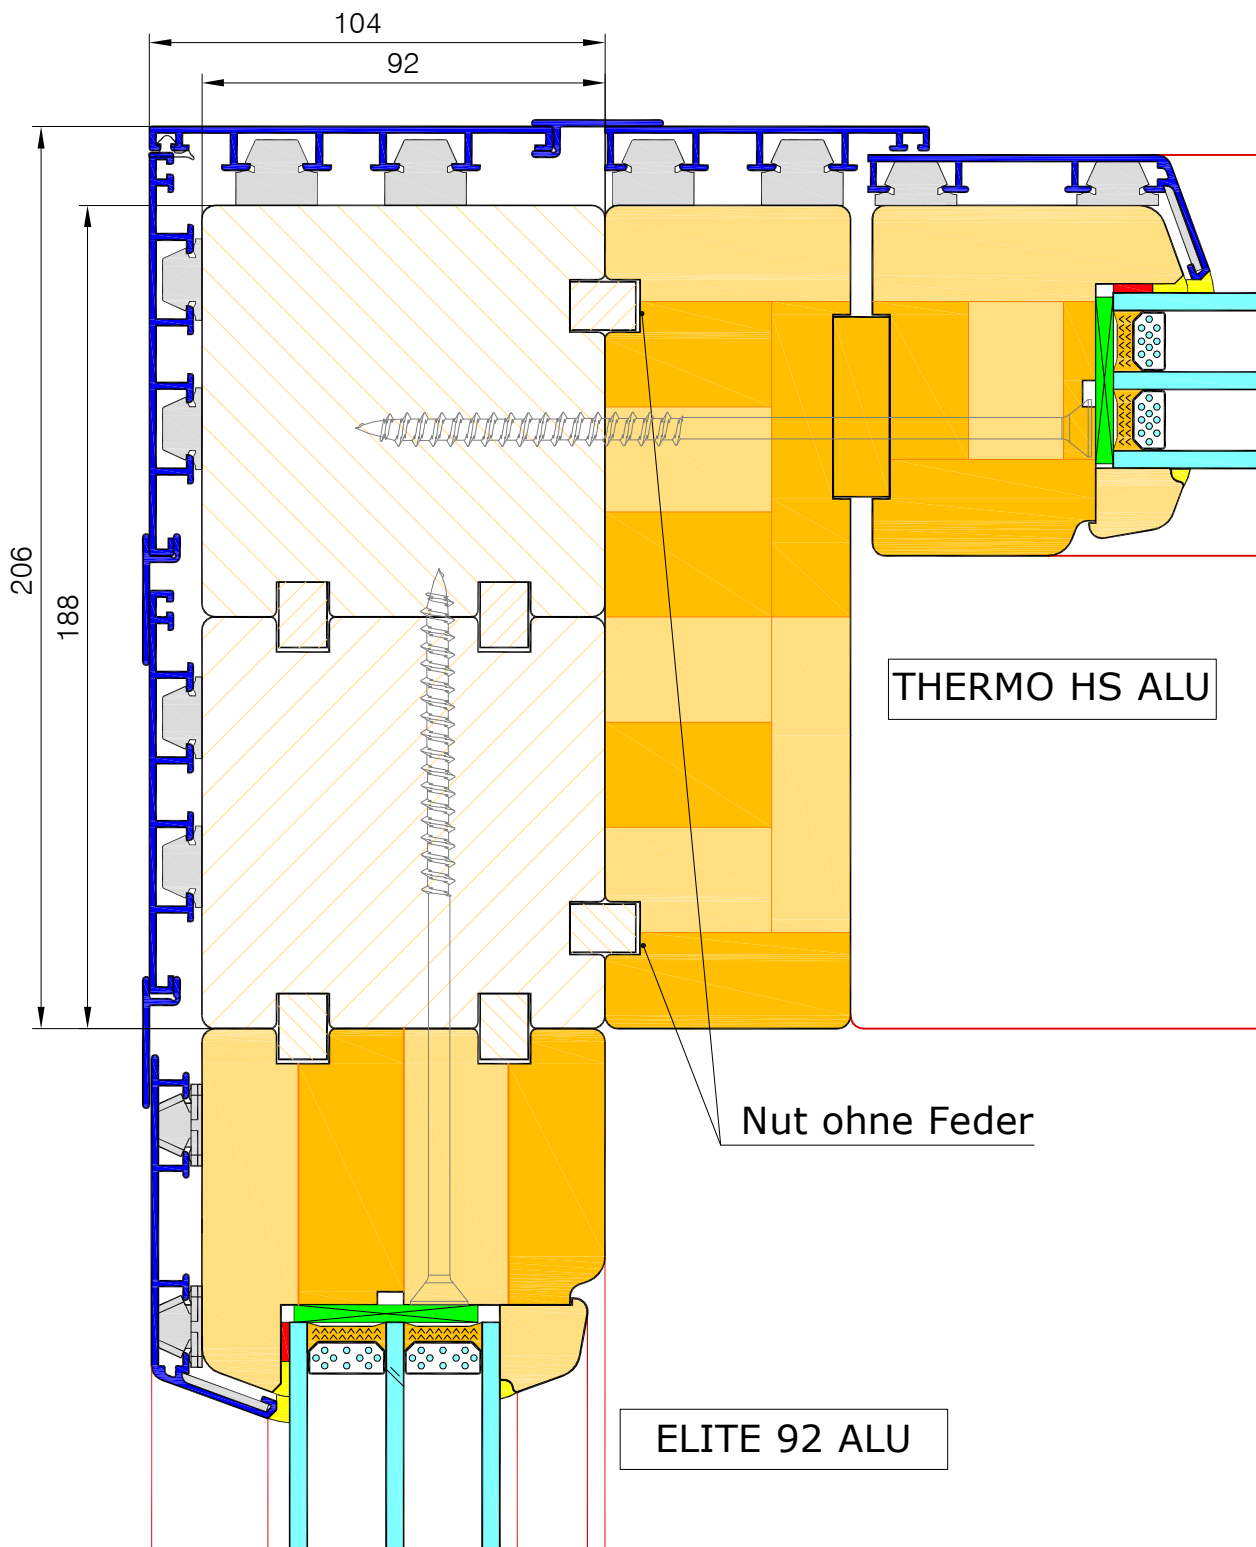 104
92
206
188
THERMO HS ALU
Nut ohne Feder
ELITE 92 ALU